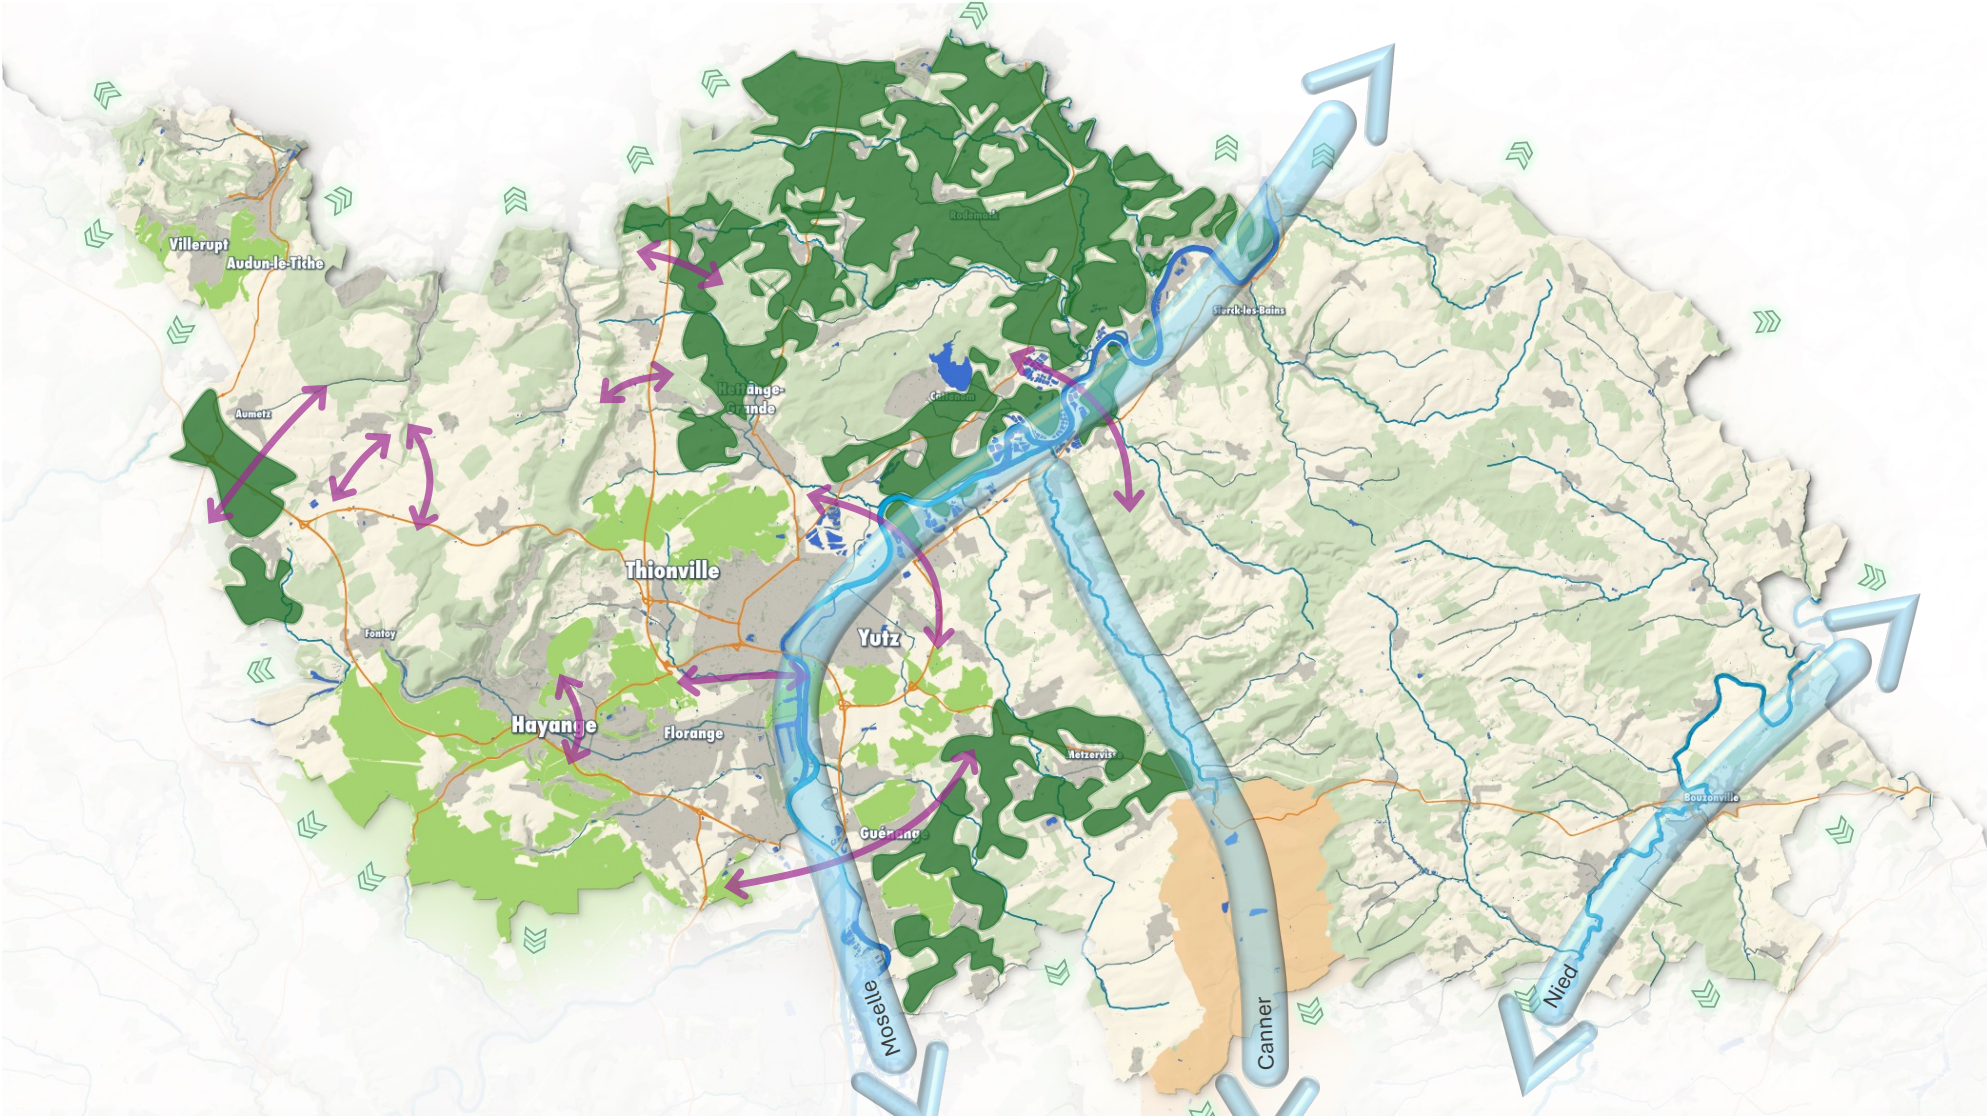 Rodemack
Villerupt
Audun-le-Tiche
Sierck-les-Bains
Hettange-
Grande
Cattenom
Aumetz
Thionville
Fontoy
Yutz
Hayange
Florange
Metzervisse
Bouzonville
Guénange
Moselle
Canner
Nied